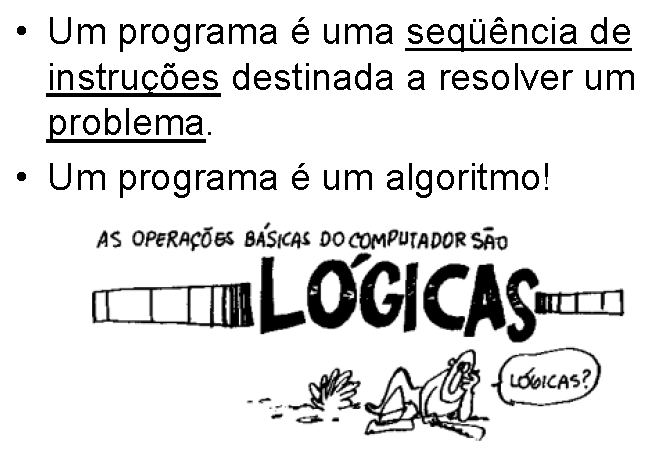 • Um programa é uma seqüência de
instruções destinada a resolver um
problema.
• Um programa é um algoritmo!
AS OPERAÇÕES BÁSICAS DO COMPUTADOR SÃO
LÓGICAS
LÓGICAS?